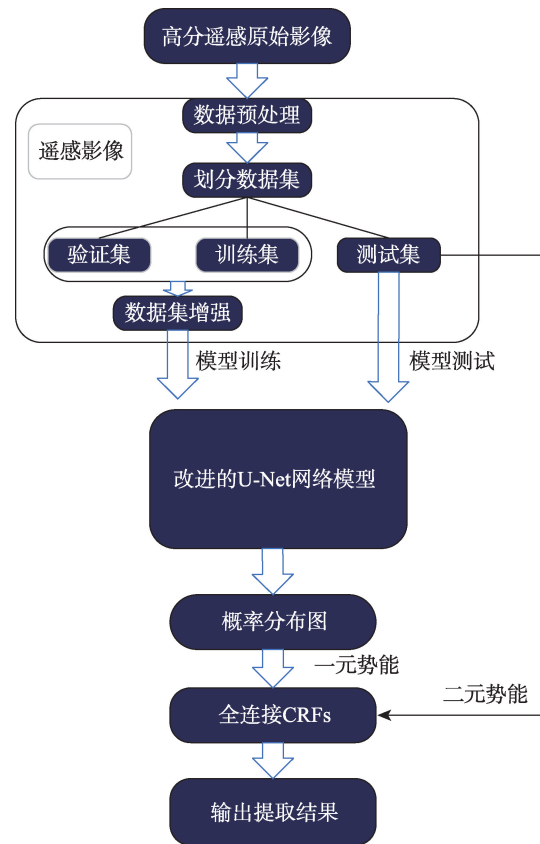 高分遥感原始影像
数据预处理
遥感影像
划分数据集
验证集
训练集
测试集
数据集增强
模型训练
模型测试
改进的U-Net网络模型
概率分布图
一元势能
全连接CRFs
二元势能
输出提取结果